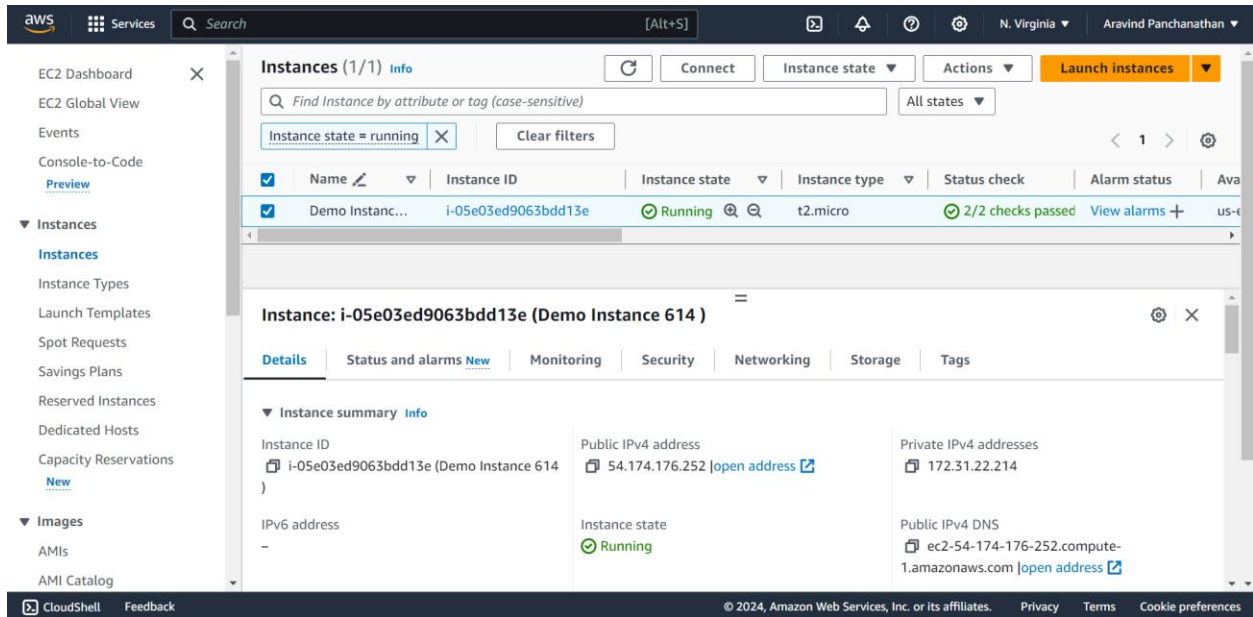 aws Services Search [Alt+S] N. Virginia ▼ Aravind Panchanathan ▼
EC2 Dashboard
EC2 Global View
Events
Console-to-Code
Preview
▼ Instances
Instances
Instance Types
Launch Templates
Spot Requests
Savings Plans
Reserved Instances
Dedicated Hosts
Capacity Reservations
New
▼ Images
AMIs
AMI Catalog
Instances (1/1) Info Connect Instance state ▼ Actions ▼ Launch instances ▼
Find Instance by attribute or tag (case-sensitive) All states ▼
Instance state = running Clear filters
< 1 >
Name Instance ID Instance state Instance type Status check Alarm status Ava
Demo Instanc... i-05e03ed9063bdd13e Running t2.micro 2/2 checks passed View alarms + us-e
Instance: i-05e03ed9063bdd13e (Demo Instance 614 )
Details Status and alarms New Monitoring Security Networking Storage Tags
▼ Instance summary Info
Instance ID
i-05e03ed9063bdd13e (Demo Instance 614
)
Public IPv4 address
54.174.176.252 |open address
Private IPv4 addresses
172.31.22.214
IPv6 address
–
Instance state
Running
Public IPv4 DNS
ec2-54-174-176-252.compute-
1.amazonaws.com |open address
CloudShell Feedback © 2024, Amazon Web Services, Inc. or its affiliates. Privacy Terms Cookie preferences